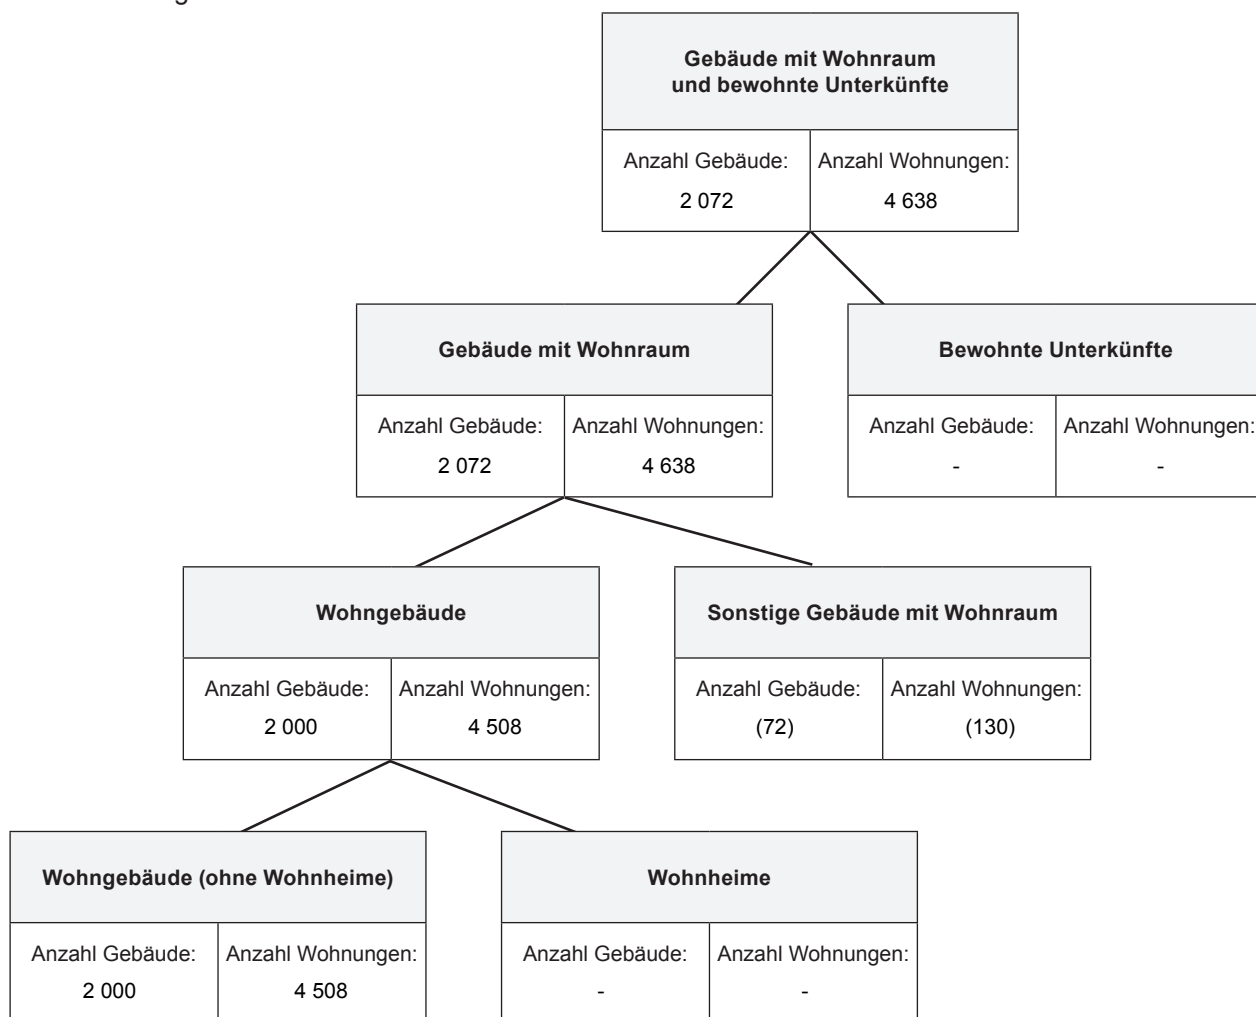 Gebäude mit Wohnraum
und bewohnte Unterkünfte
Anzahl Gebäude: Anzahl Wohnungen:
2 072 4 638
Gebäude mit Wohnraum
Anzahl Gebäude: Anzahl Wohnungen:
2 072 4 638
Bewohnte Unterkünfte
Anzahl Gebäude: Anzahl Wohnungen:
- -
Wohngebäude
Anzahl Gebäude: Anzahl Wohnungen:
2 000 4 508
Sonstige Gebäude mit Wohnraum
Anzahl Gebäude: Anzahl Wohnungen:
(72) (130)
Wohngebäude (ohne Wohnheime)
Anzahl Gebäude: Anzahl Wohnungen:
2 000 4 508
Wohnheime
Anzahl Gebäude: Anzahl Wohnungen:
- -